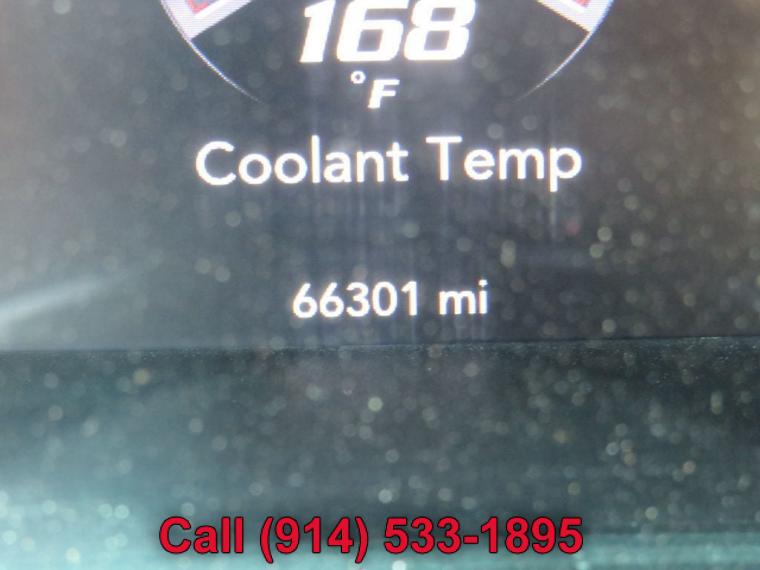 168
°F
Coolant Temp
66301 mi
Call (914) 533-1895